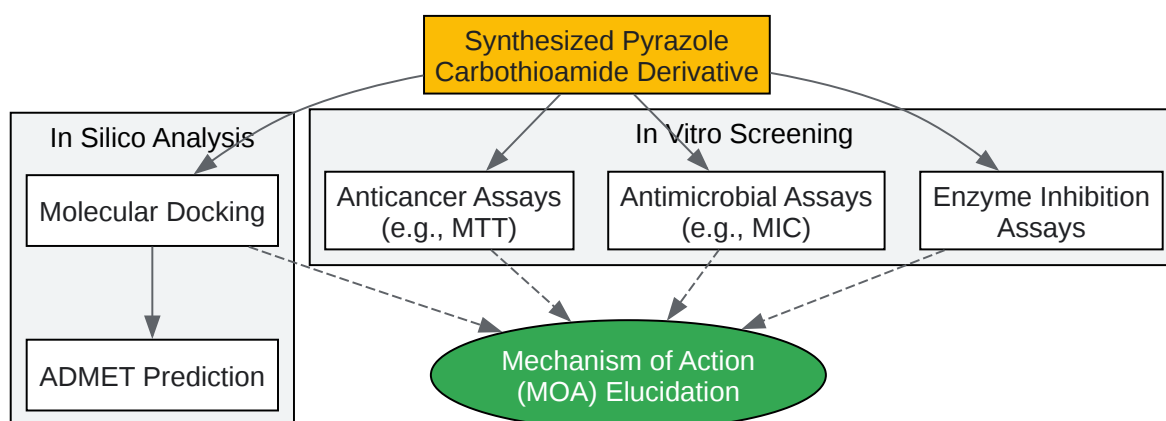 Synthesized Pyrazole
Carbothioamide Derivative
In Silico Analysis
In Vitro Screening
Molecular Docking
Anticancer Assays
(e.g., MTT)
Antimicrobial Assays
(e.g., MIC)
Enzyme Inhibition
Assays
ADMET Prediction
Mechanism of Action
(MOA) Elucidation